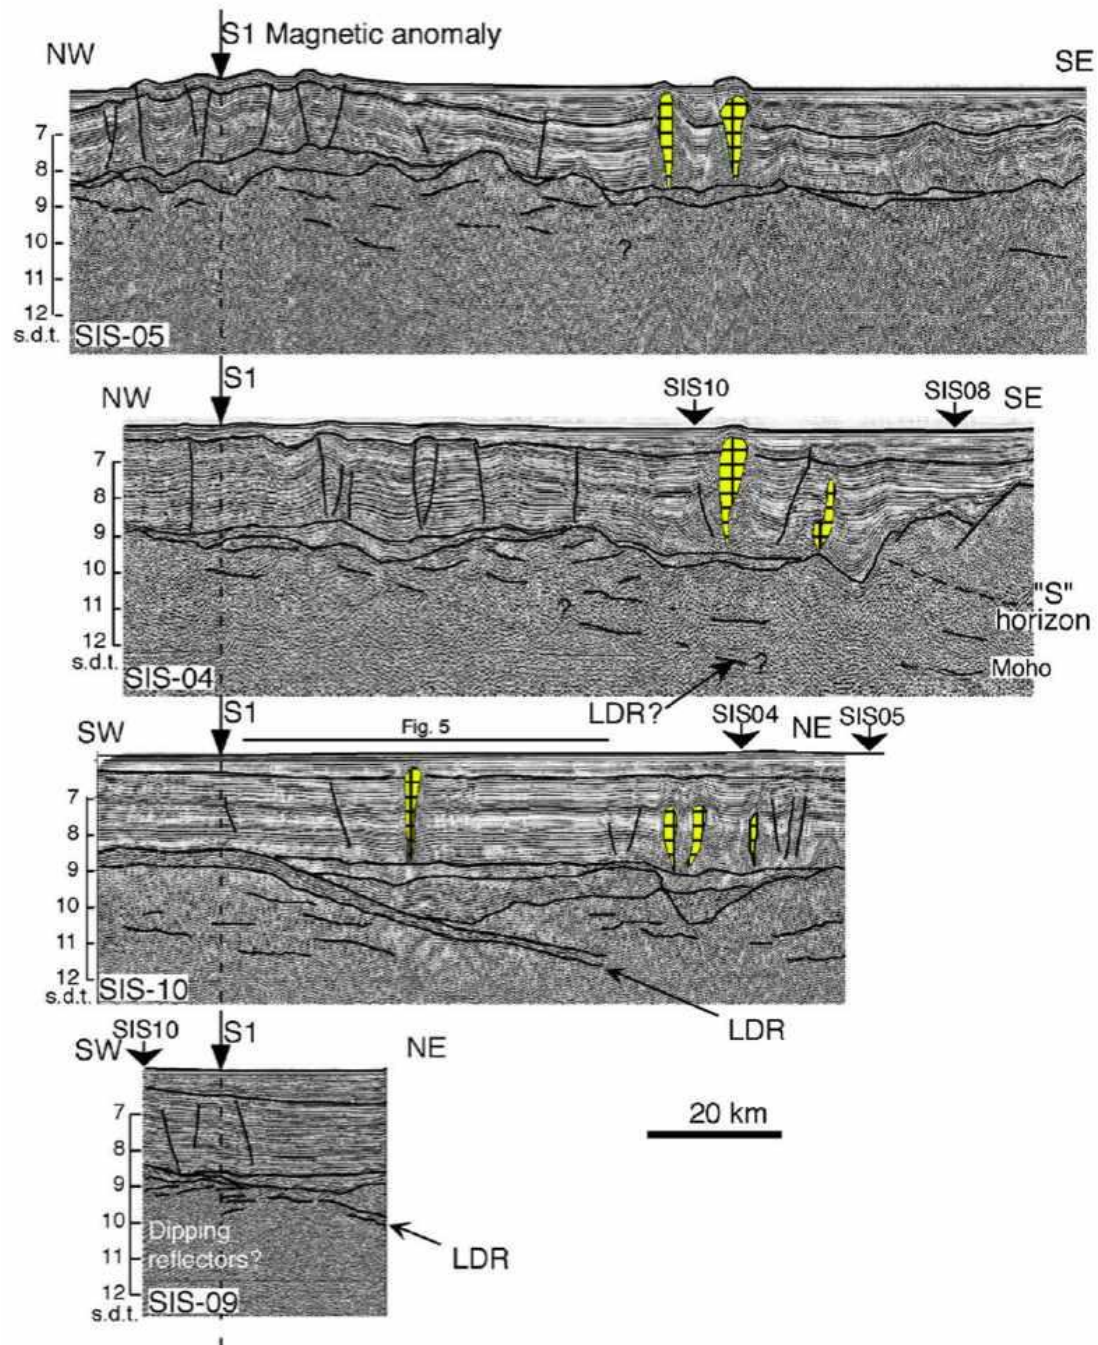 S1 Magnetic anomaly
NW
SE
7
8
9
10
11
12
s.d.t.
SIS-05
?
NW
S1
SIS10
SIS08
SE
7
8
9
10
11
12
s.d.t.
SIS-04
?
?
"S"
horizon
Moho
LDR?
SW
S1
Fig. 5
SIS04
NE
SIS05
7
8
9
10
11
12
s.d.t.
SIS-10
LDR
SW
SIS10
S1
NE
7
8
9
10
11
12
s.d.t.
Dipping
reflectors?
SIS-09
LDR
20 km